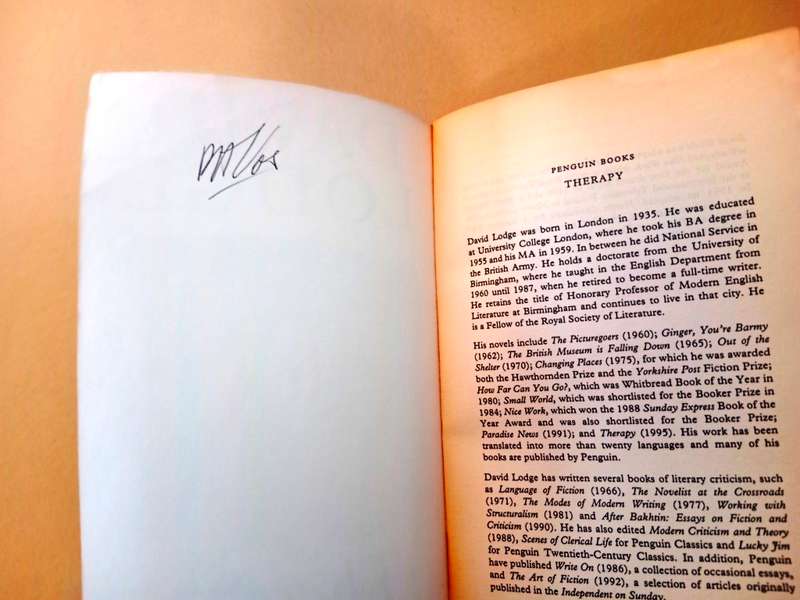 PENGUIN BOOKS
THERAPY
David Lodge was born in London in 1935. He was educated
at University College London, where he took his BA degree in
1955 and his MA in 1959. In between he did National Service in
the British Army. He holds a doctorate from the University of
Birmingham, where he taught in the English Department from
1960 until 1987, when he retired to become a full-time writer.
He retains the title of Honorary Professor of Modern English
Literature at Birmingham and continues to live in that city. He
is a Fellow of the Royal Society of Literature.
His novels include The Picturegoers (1960); Ginger, You're Barmy
(1962); The British Museum is Falling Down (1965); Out of the
Shelter (1970); Changing Places (1975), for which he was awarded
both the Hawthornden Prize and the Yorkshire Post Fiction Prize;
How Far Can You Go?, which was Whitbread Book of the Year in
1980; Small World, which was shortlisted for the Booker Prize in
1984; Nice Work, which won the 1988 Sunday Express Book of the
Year Award and was also shortlisted for the Booker Prize;
Paradise News (1991); and Therapy (1995). His work has been
translated into more than twenty languages and many of his
books are published by Penguin.
David Lodge has written several books of literary criticism, such
as Language of Fiction (1966), The Novelist at the Crossroads
(1971), The Modes of Modern Writing (1977), Working with
Structuralism (1981) and After Bakhtin: Essays on Fiction and
Criticism (1990). He has also edited Modern Criticism and Theory
(1988), Scenes of Clerical Life for Penguin Classics and Lucky Jim
for Penguin Twentieth-Century Classics. In addition, Penguin
have published Write On (1986), a collection of occasional essays,
and The Art of Fiction (1992), a selection of articles originally
published in the Independent on Sunday.